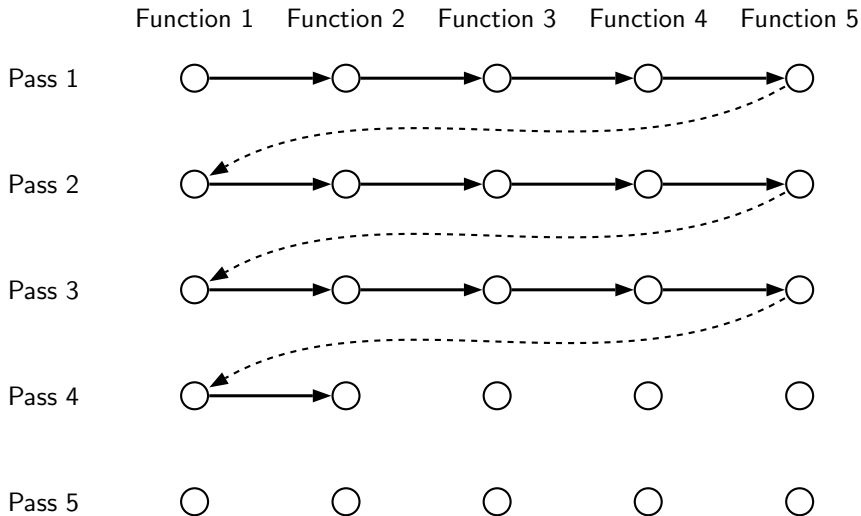 Function 1 Function 2 Function 3 Function 4 Function 5
Pass 1
Pass 2
Pass 3
Pass 4
Pass 5